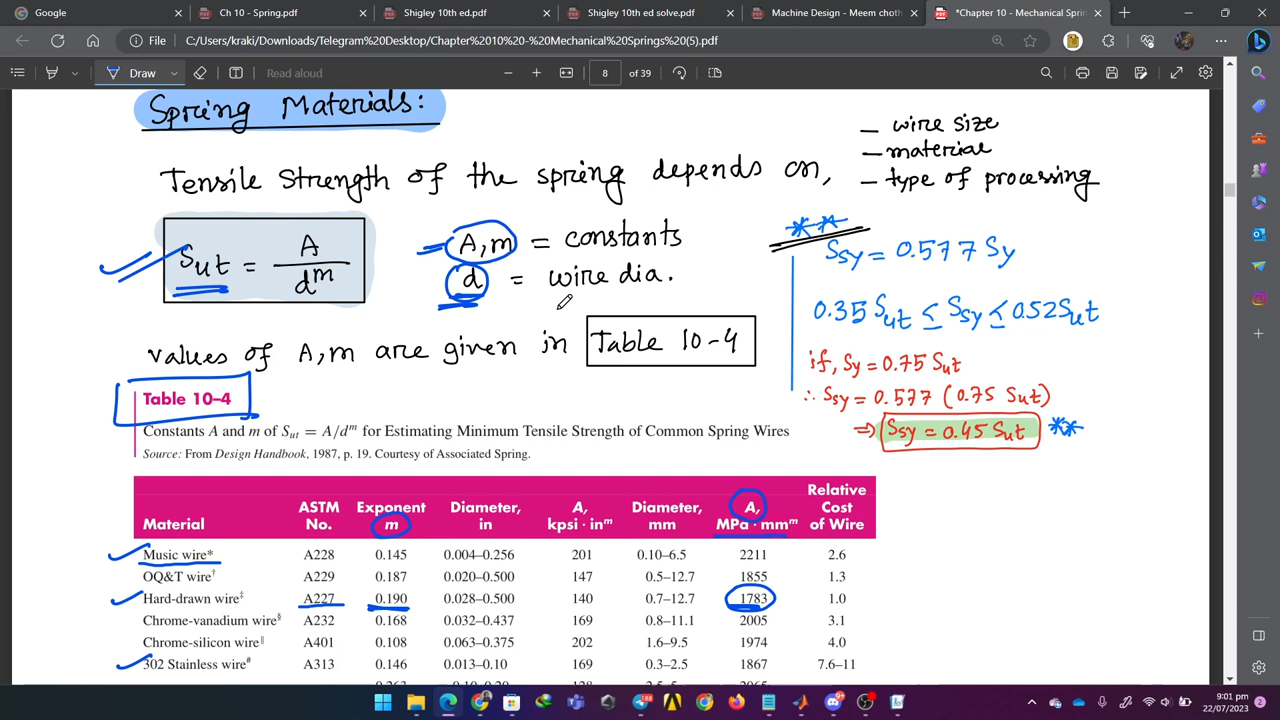 Google
Ch 10 - Spring.pdf
Shigley 10th ed.pdf
Shigley 10th ed solve.pdf
Machine Design - Meem choth
*Chapter 10 - Mechanical Sprin
File
C:/Users/kraki/Downloads/Telegram%20Desktop/Chapter%2010%20-%20Mechanical%20Springs%20(5).pdf
Draw
Read aloud
8
of 39
Spring Materials:
Tensile Strength of the spring depends on,
— wire size
— material
— type of processing
Sut = A / d^m
A, m = constants
d = wire dia.
values of A, m are given in Table 10-4
Ssy = 0.577 Sy
0.35 Sut ≤ Ssy ≤ 0.52 Sut
if, Sy = 0.75 Sut
∴ Ssy = 0.577 (0.75 Sut)
⇒ Ssy = 0.45 Sut **
Table 10–4
Constants A and m of Sut = A/d^m for Estimating Minimum Tensile Strength of Common Spring Wires
Source: From Design Handbook, 1987, p. 19. Courtesy of Associated Spring.
Material ASTM No. Exponent m Diameter, in A, kpsi · in^m Diameter, mm A, MPa · mm^m Relative Cost of Wire
Music wire* A228 0.145 0.004–0.256 201 0.10–6.5 2211 2.6
OQ&T wire† A229 0.187 0.020–0.500 147 0.5–12.7 1855 1.3
Hard-drawn wire‡ A227 0.190 0.028–0.500 140 0.7–12.7 1783 1.0
Chrome-vanadium wire§ A232 0.168 0.032–0.437 169 0.8–11.1 2005 3.1
Chrome-silicon wire‖ A401 0.108 0.063–0.375 202 1.6–9.5 1974 4.0
302 Stainless wire# A313 0.146 0.013–0.10 169 0.3–2.5 1867 7.6–11
9:01 pm
22/07/2023